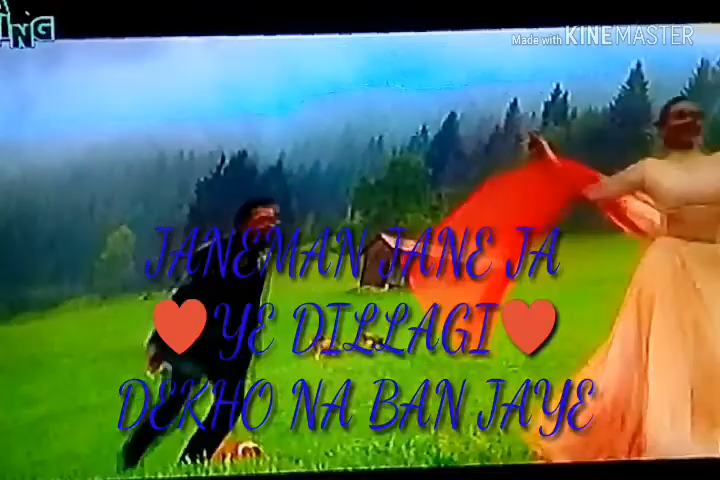 ING
Made with KINEMASTER
JANEMAN JANE JA
♥YE DILLAGI♥
DEKHO NA BAN JAYE